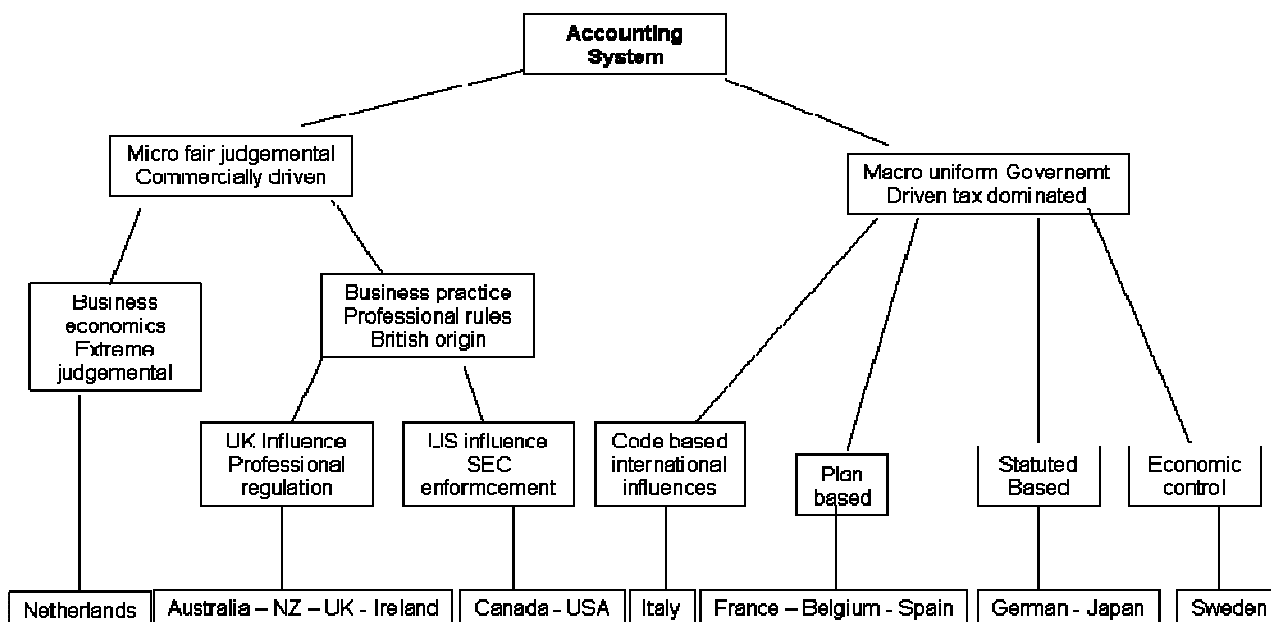 Accounting
System
Micro fair judgemental
Commercially driven
Macro uniform Governemt
Driven tax dominated
Business
economics
Extreme
judgemental
Business practice
Professional rules
British origin
UK Influence
Professional
regulation
US influence
SEC
enformcement
Code based
international
influences
Plan
based
Statuted
Based
Economic
control
Netherlands
Australia – NZ – UK - Ireland
Canada - USA
Italy
France – Belgium - Spain
German - Japan
Sweden